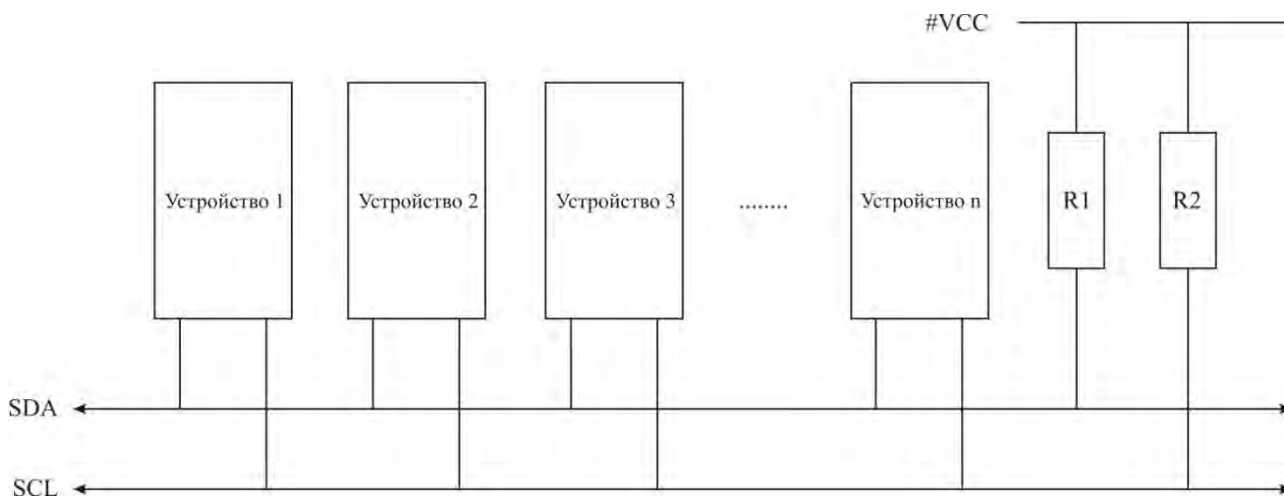 #VCC
Устройство 1
Устройство 2
Устройство 3
........
Устройство n
R1
R2
SDA
SCL